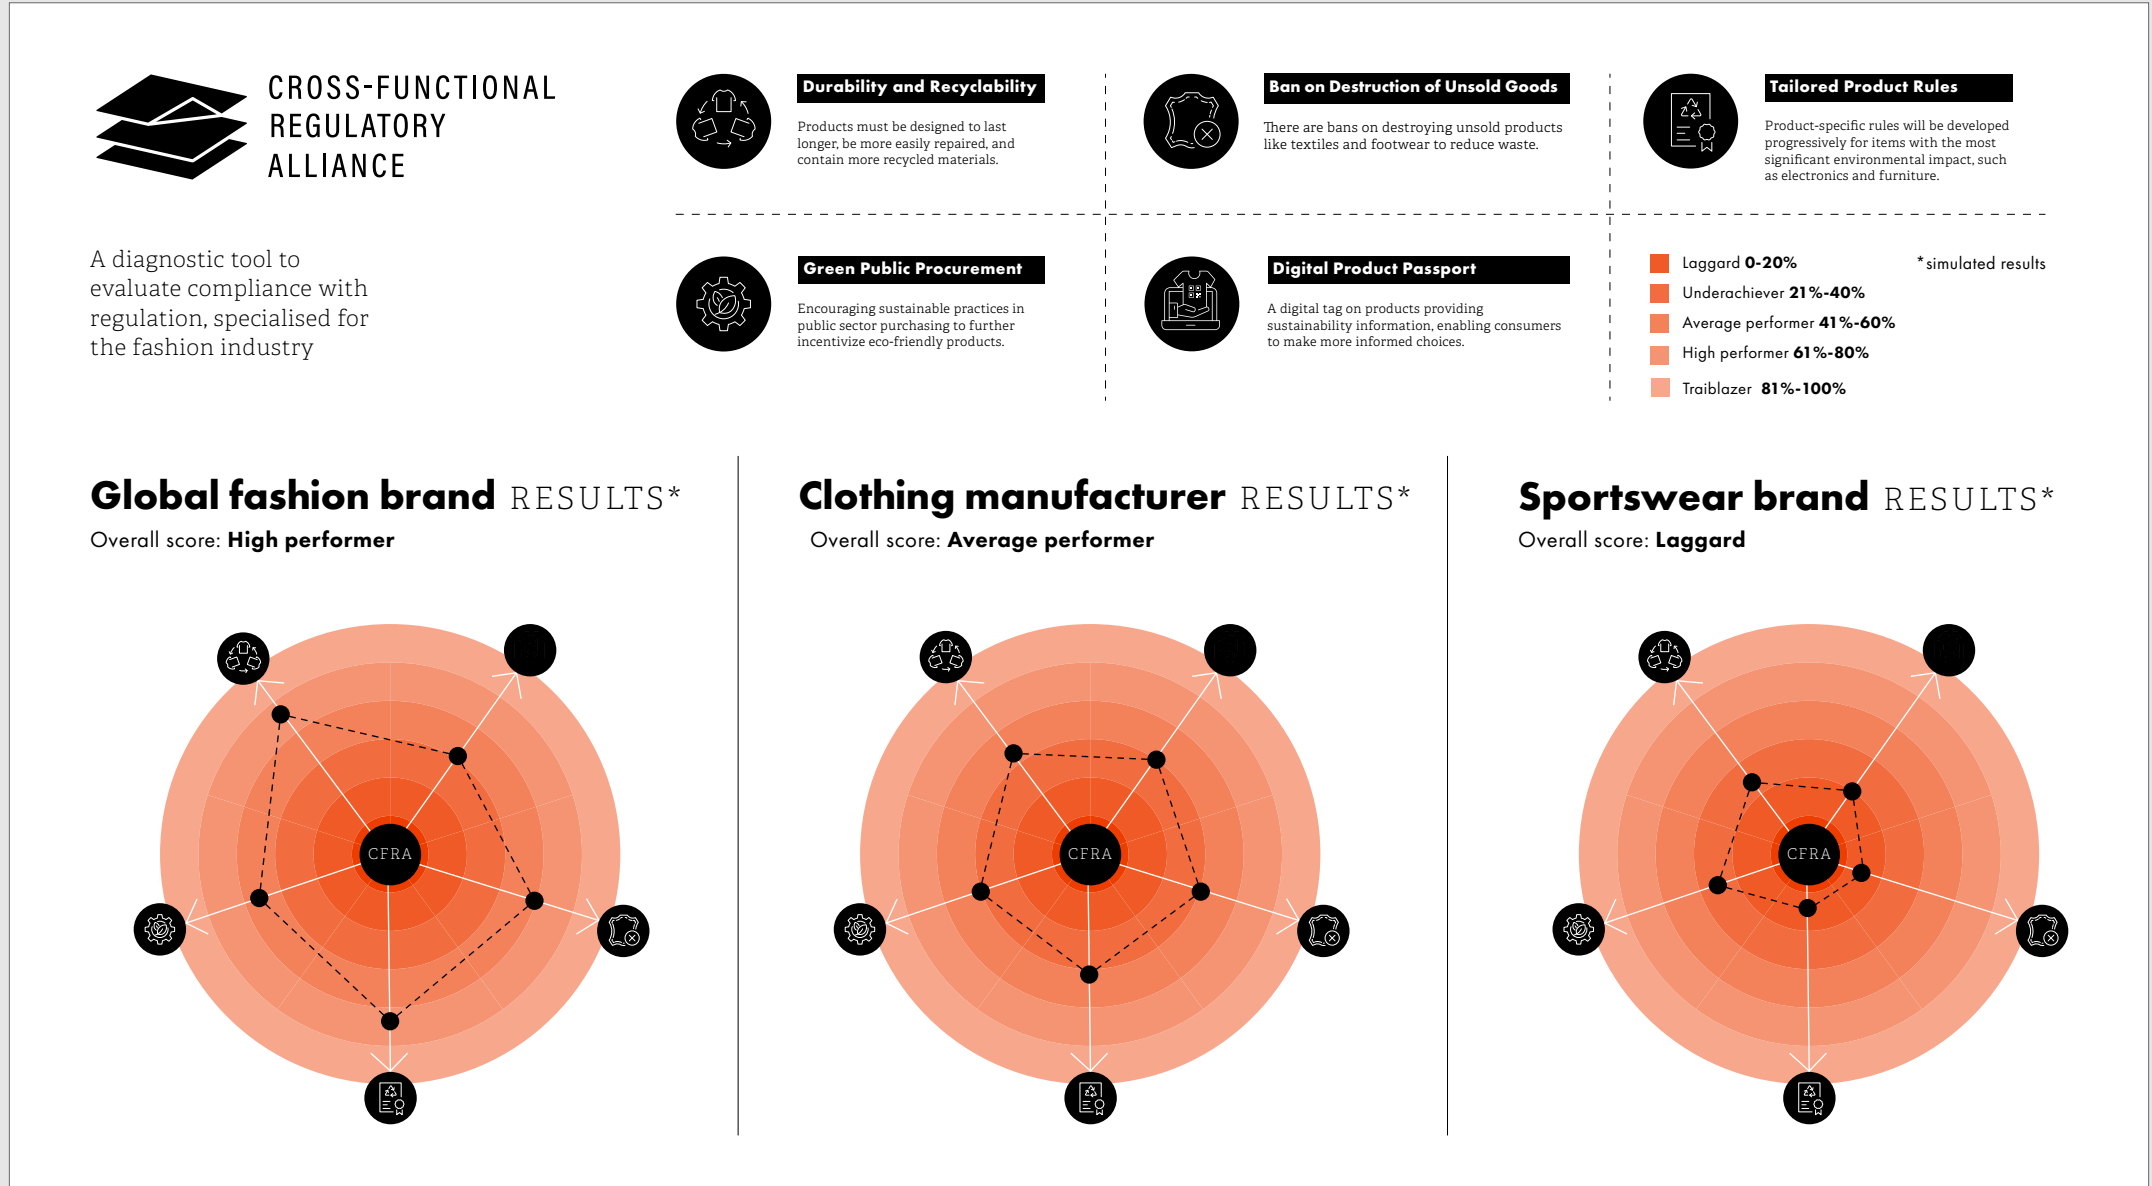 CROSS-FUNCTIONAL
REGULATORY
ALLIANCE
A diagnostic tool to
evaluate compliance with
regulation, specialised for
the fashion industry
Durability and Recyclability
Products must be designed to last
longer, be more easily repaired, and
contain more recycled materials.
Ban on Destruction of Unsold Goods
There are bans on destroying unsold products
like textiles and footwear to reduce waste.
Tailored Product Rules
Product-specific rules will be developed
progressively for items with the most
significant environmental impact, such
as electronics and furniture.
Green Public Procurement
Encouraging sustainable practices in
public sector purchasing to further
incentivize eco-friendly products.
Digital Product Passport
A digital tag on products providing
sustainability information, enabling consumers
to make more informed choices.
Laggard 0-20%
*simulated results
Underachiever 21%-40%
Average performer 41%-60%
High performer 61%-80%
Traiblazer 81%-100%
Global fashion brand RESULTS*
Overall score: High performer
CFRA
Clothing manufacturer RESULTS*
Overall score: Average performer
CFRA
Sportswear brand RESULTS*
Overall score: Laggard
CFRA